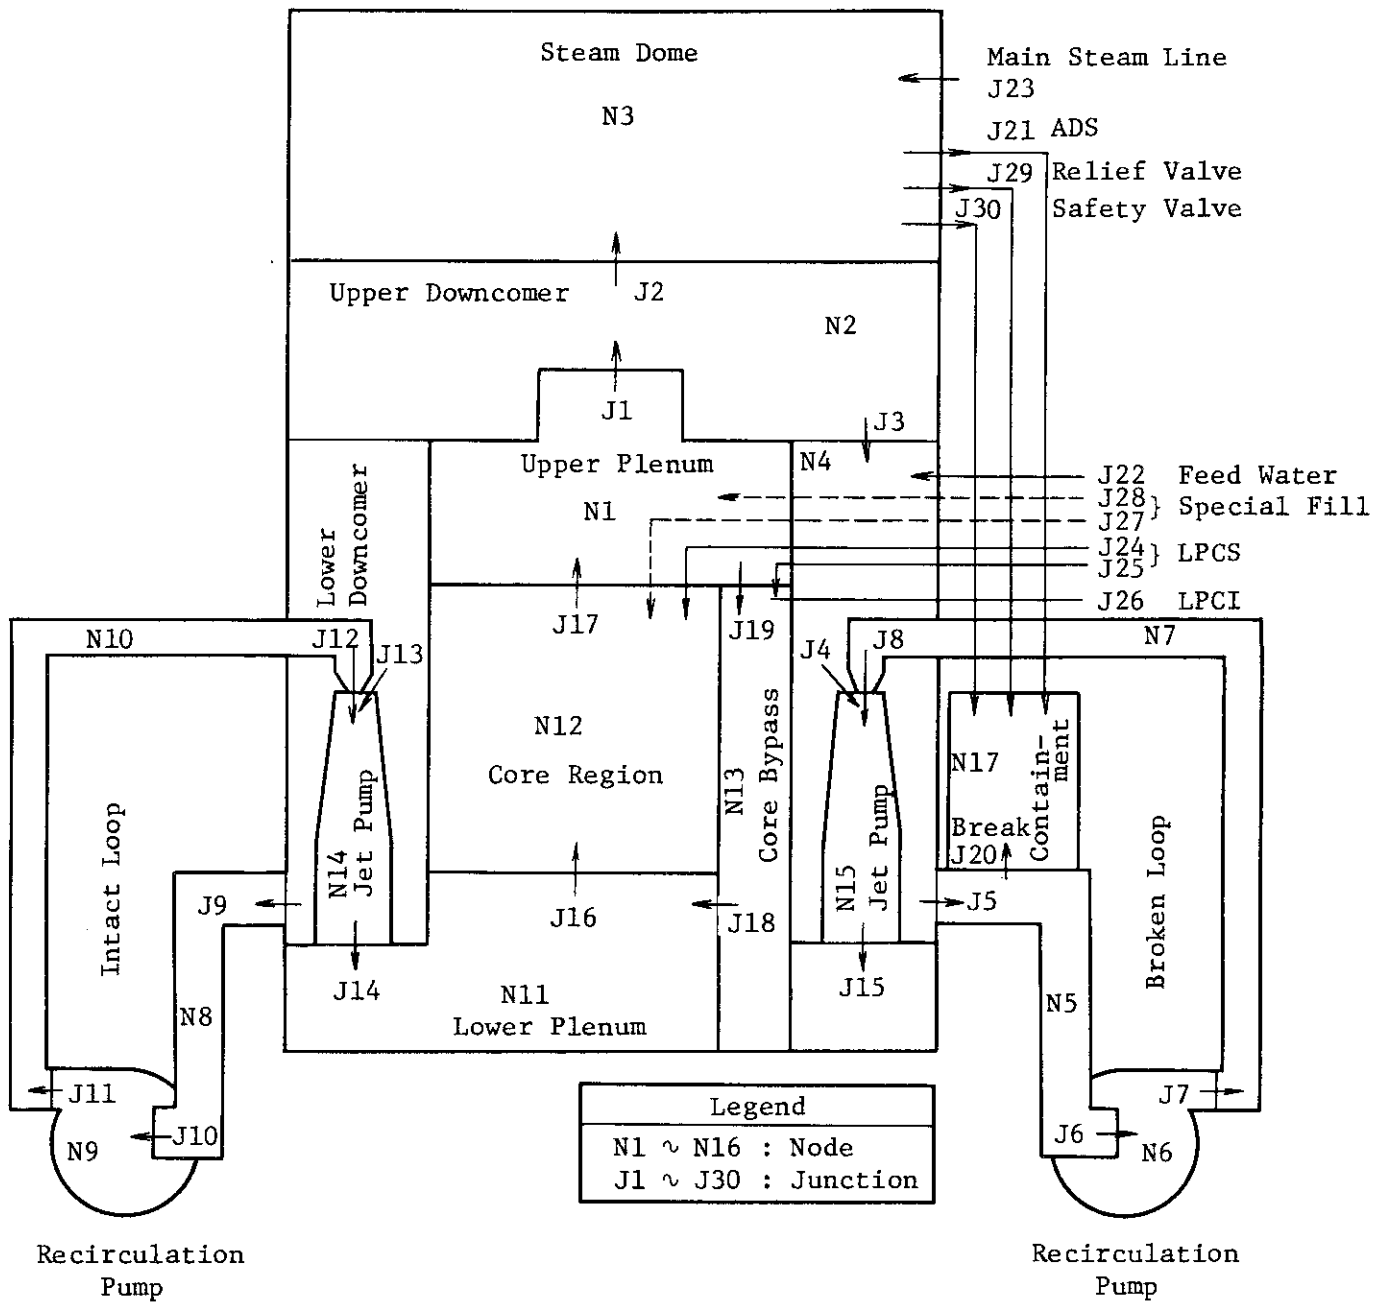 Steam Dome
N3
Main Steam Line
J23
J21 ADS
J29 Relief Valve
J30 Safety Valve
Upper Downcomer
J2
N2
J1
J3
Upper Plenum
N4
N1
Lower
Downcomer
J22 Feed Water
J28
J27 } Special Fill
J24
J25 } LPCS
J26 LPCI
J17
J19
N10
J12
J13
J4
J8
N7
N12
Core Region
N13
Core Bypass
N14
Jet Pump
N15
Jet Pump
N17
Contain-
ment
Break
J20
Intact Loop
Broken Loop
J9
J16
J18
J5
J14
N11
Lower Plenum
J15
N8
N5
J11
J10
N9
J7
J6
N6
Legend
N1 ~ N16 : Node
J1 ~ J30 : Junction
Recirculation
Pump
Recirculation
Pump